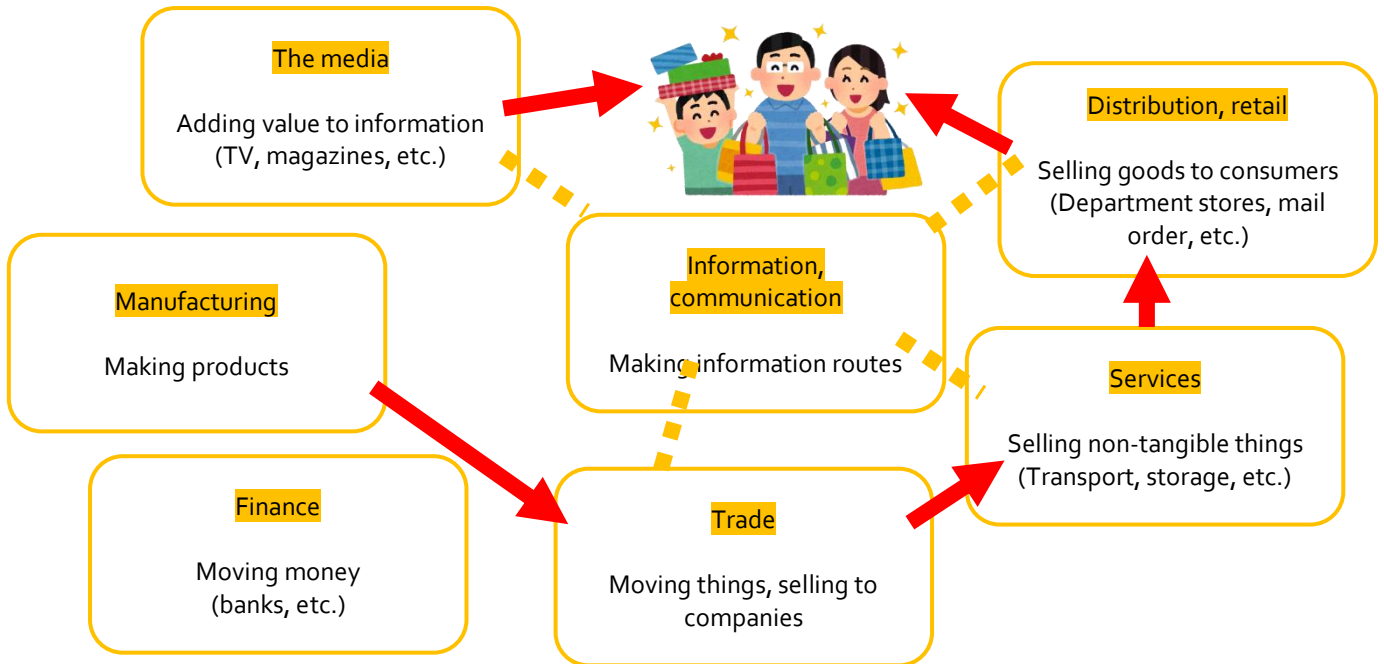 The media
Adding value to information
(TV, magazines, etc.)
Distribution, retail
Selling goods to consumers
(Department stores, mail
order, etc.)
Manufacturing
Making products
Information,
communication
Making information routes
Services
Selling non-tangible things
(Transport, storage, etc.)
Finance
Moving money
(banks, etc.)
Trade
Moving things, selling to
companies